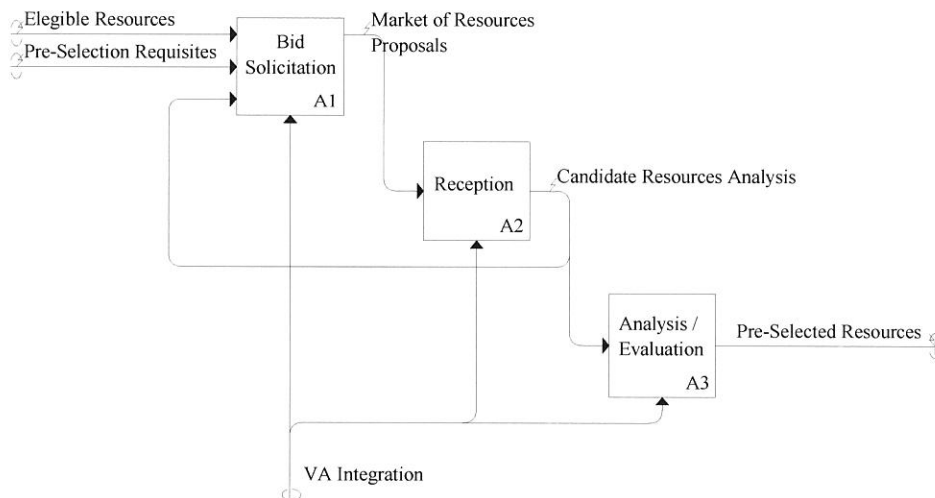 Elegible Resources
Pre-Selection Requisites
Bid
Solicitation
A1
Market of Resources
Proposals
Reception
A2
Candidate Resources Analysis
Analysis /
Evaluation
A3
Pre-Selected Resources
VA Integration